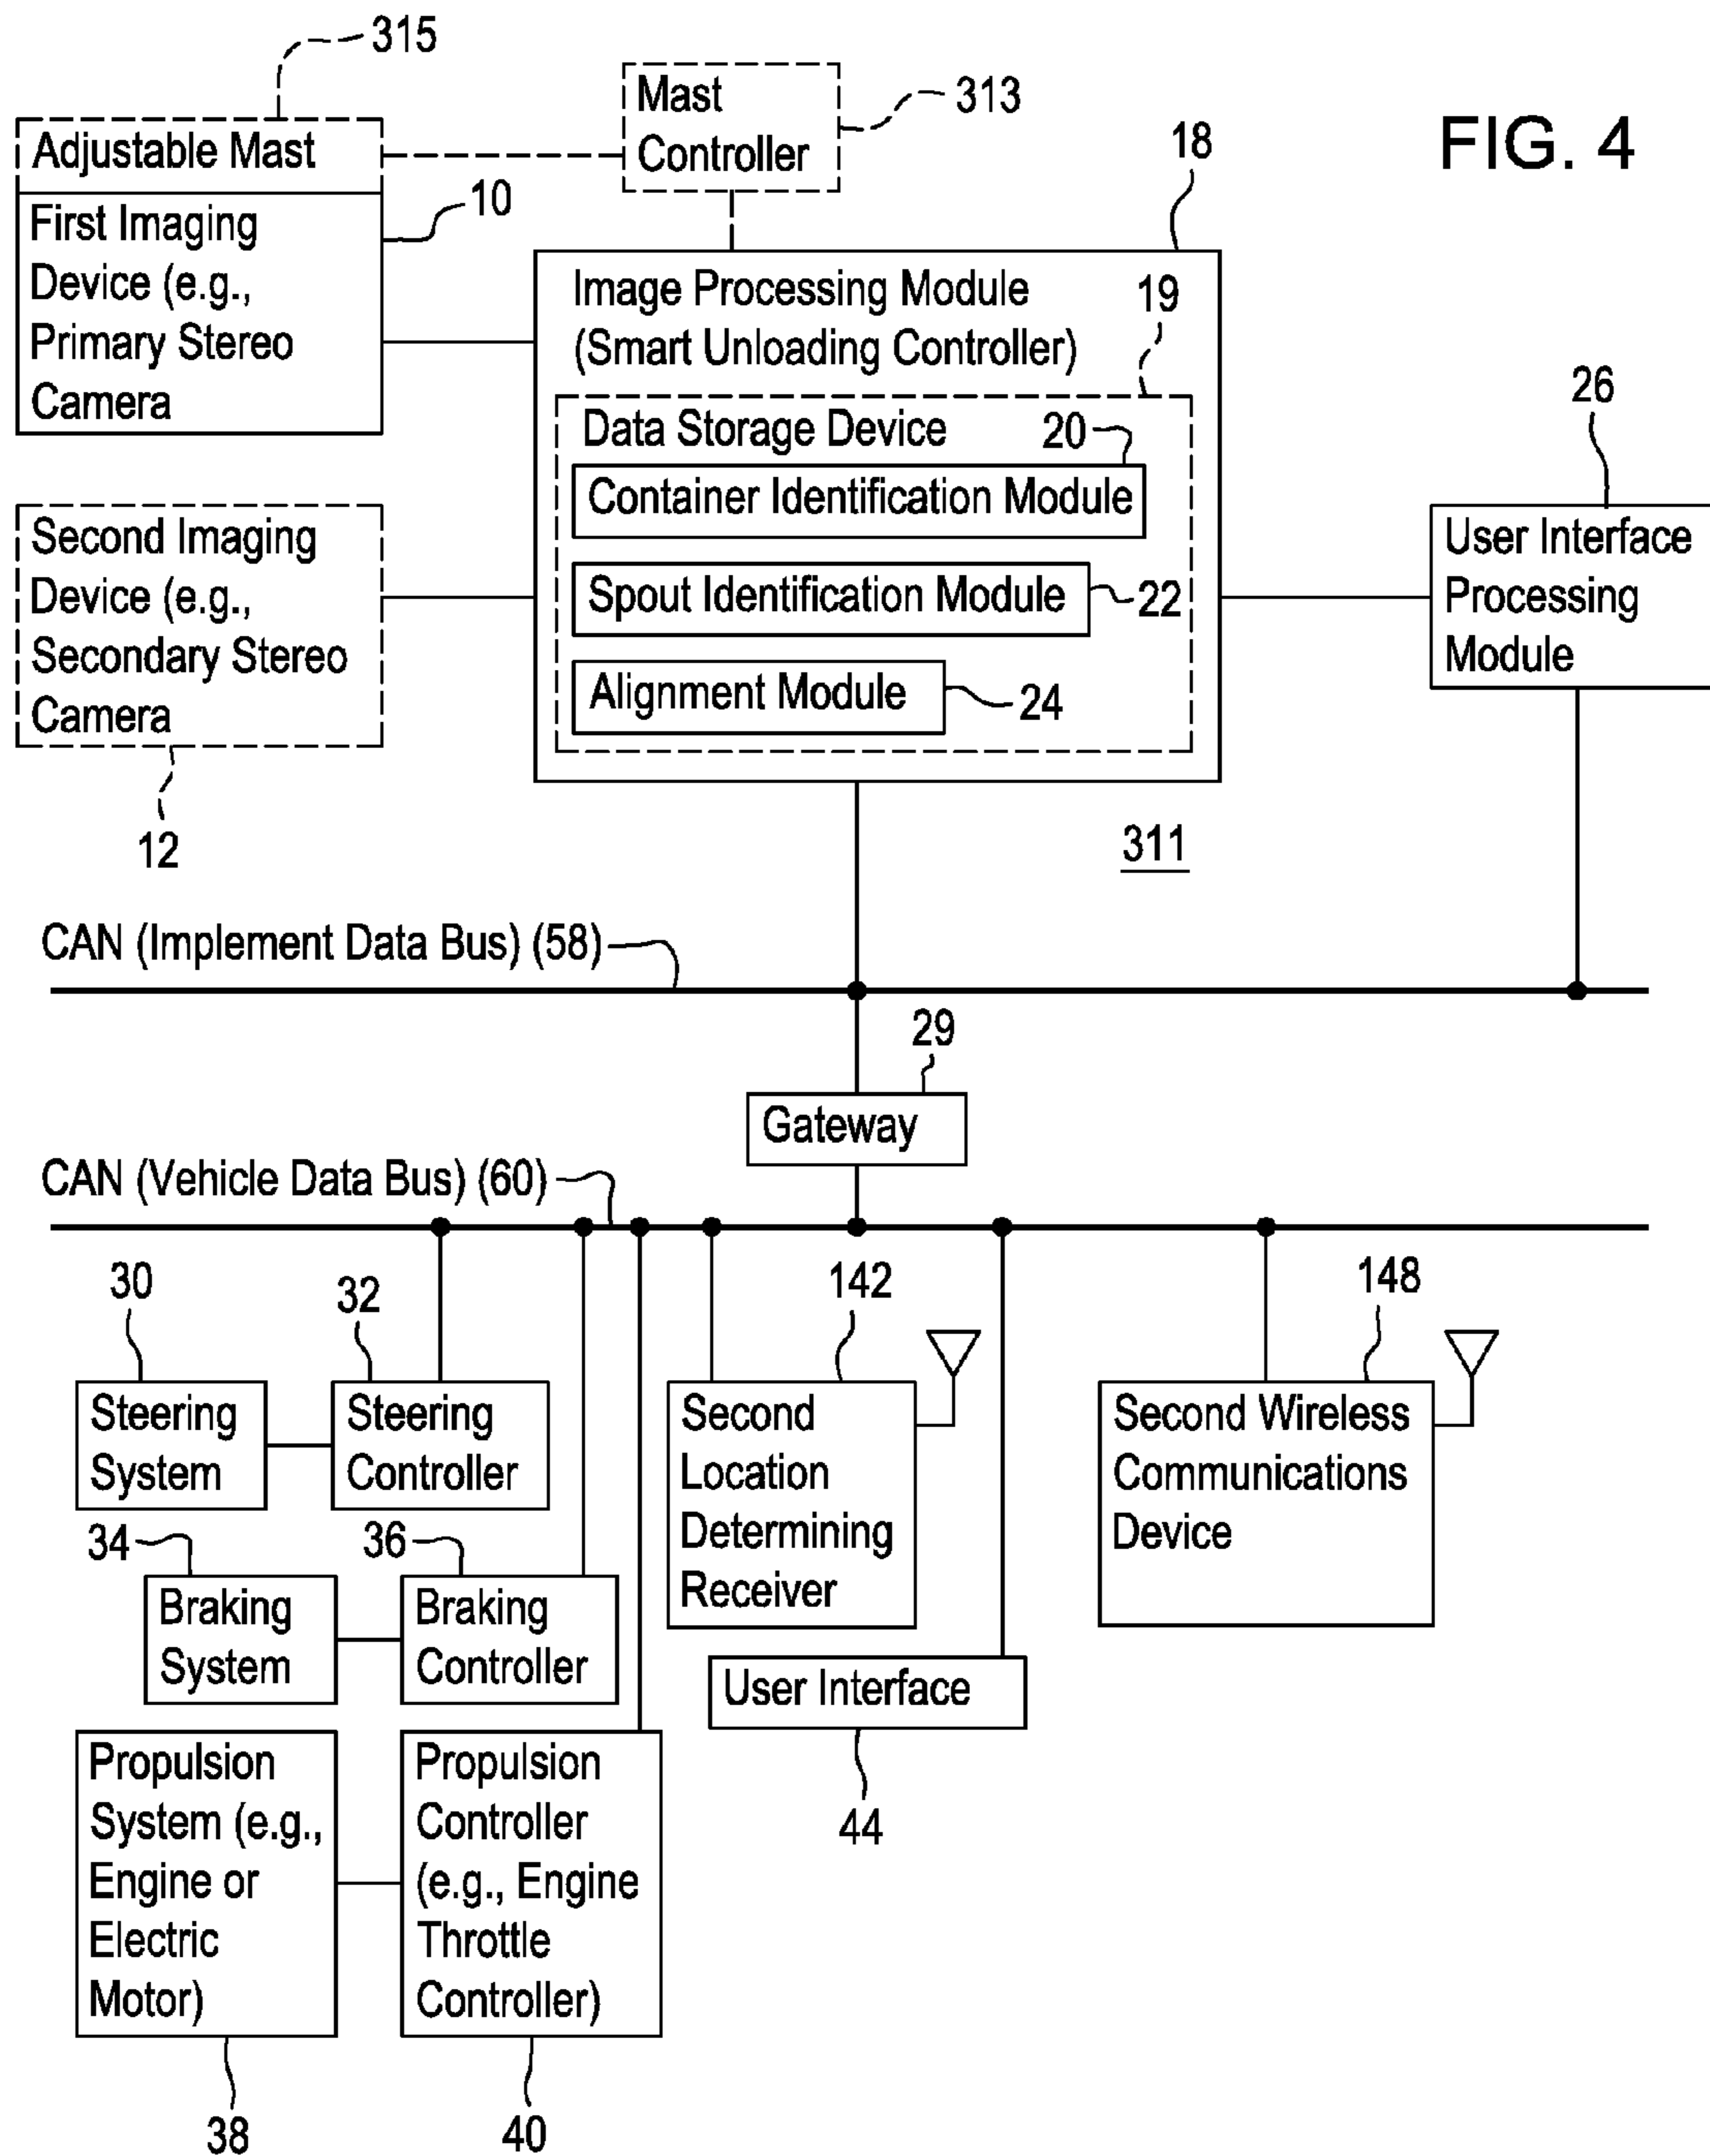 FIG. 4
315
Adjustable Mast
Mast
Controller
313
First Imaging
Device (e.g.,
Primary Stereo
Camera
10
18
Image Processing Module
(Smart Unloading Controller)
19
Data Storage Device
20
Container Identification Module
Spout Identification Module
22
Alignment Module
24
26
User Interface
Processing
Module
Second Imaging
Device (e.g.,
Secondary Stereo
Camera
12
311
CAN (Implement Data Bus) (58)
29
Gateway
CAN (Vehicle Data Bus) (60)
30
Steering
System
32
Steering
Controller
142
Second
Location
Determining
Receiver
148
Second Wireless
Communications
Device
34
Braking
System
36
Braking
Controller
User Interface
44
Propulsion
System (e.g.,
Engine or
Electric
Motor)
38
Propulsion
Controller
(e.g., Engine
Throttle
Controller)
40